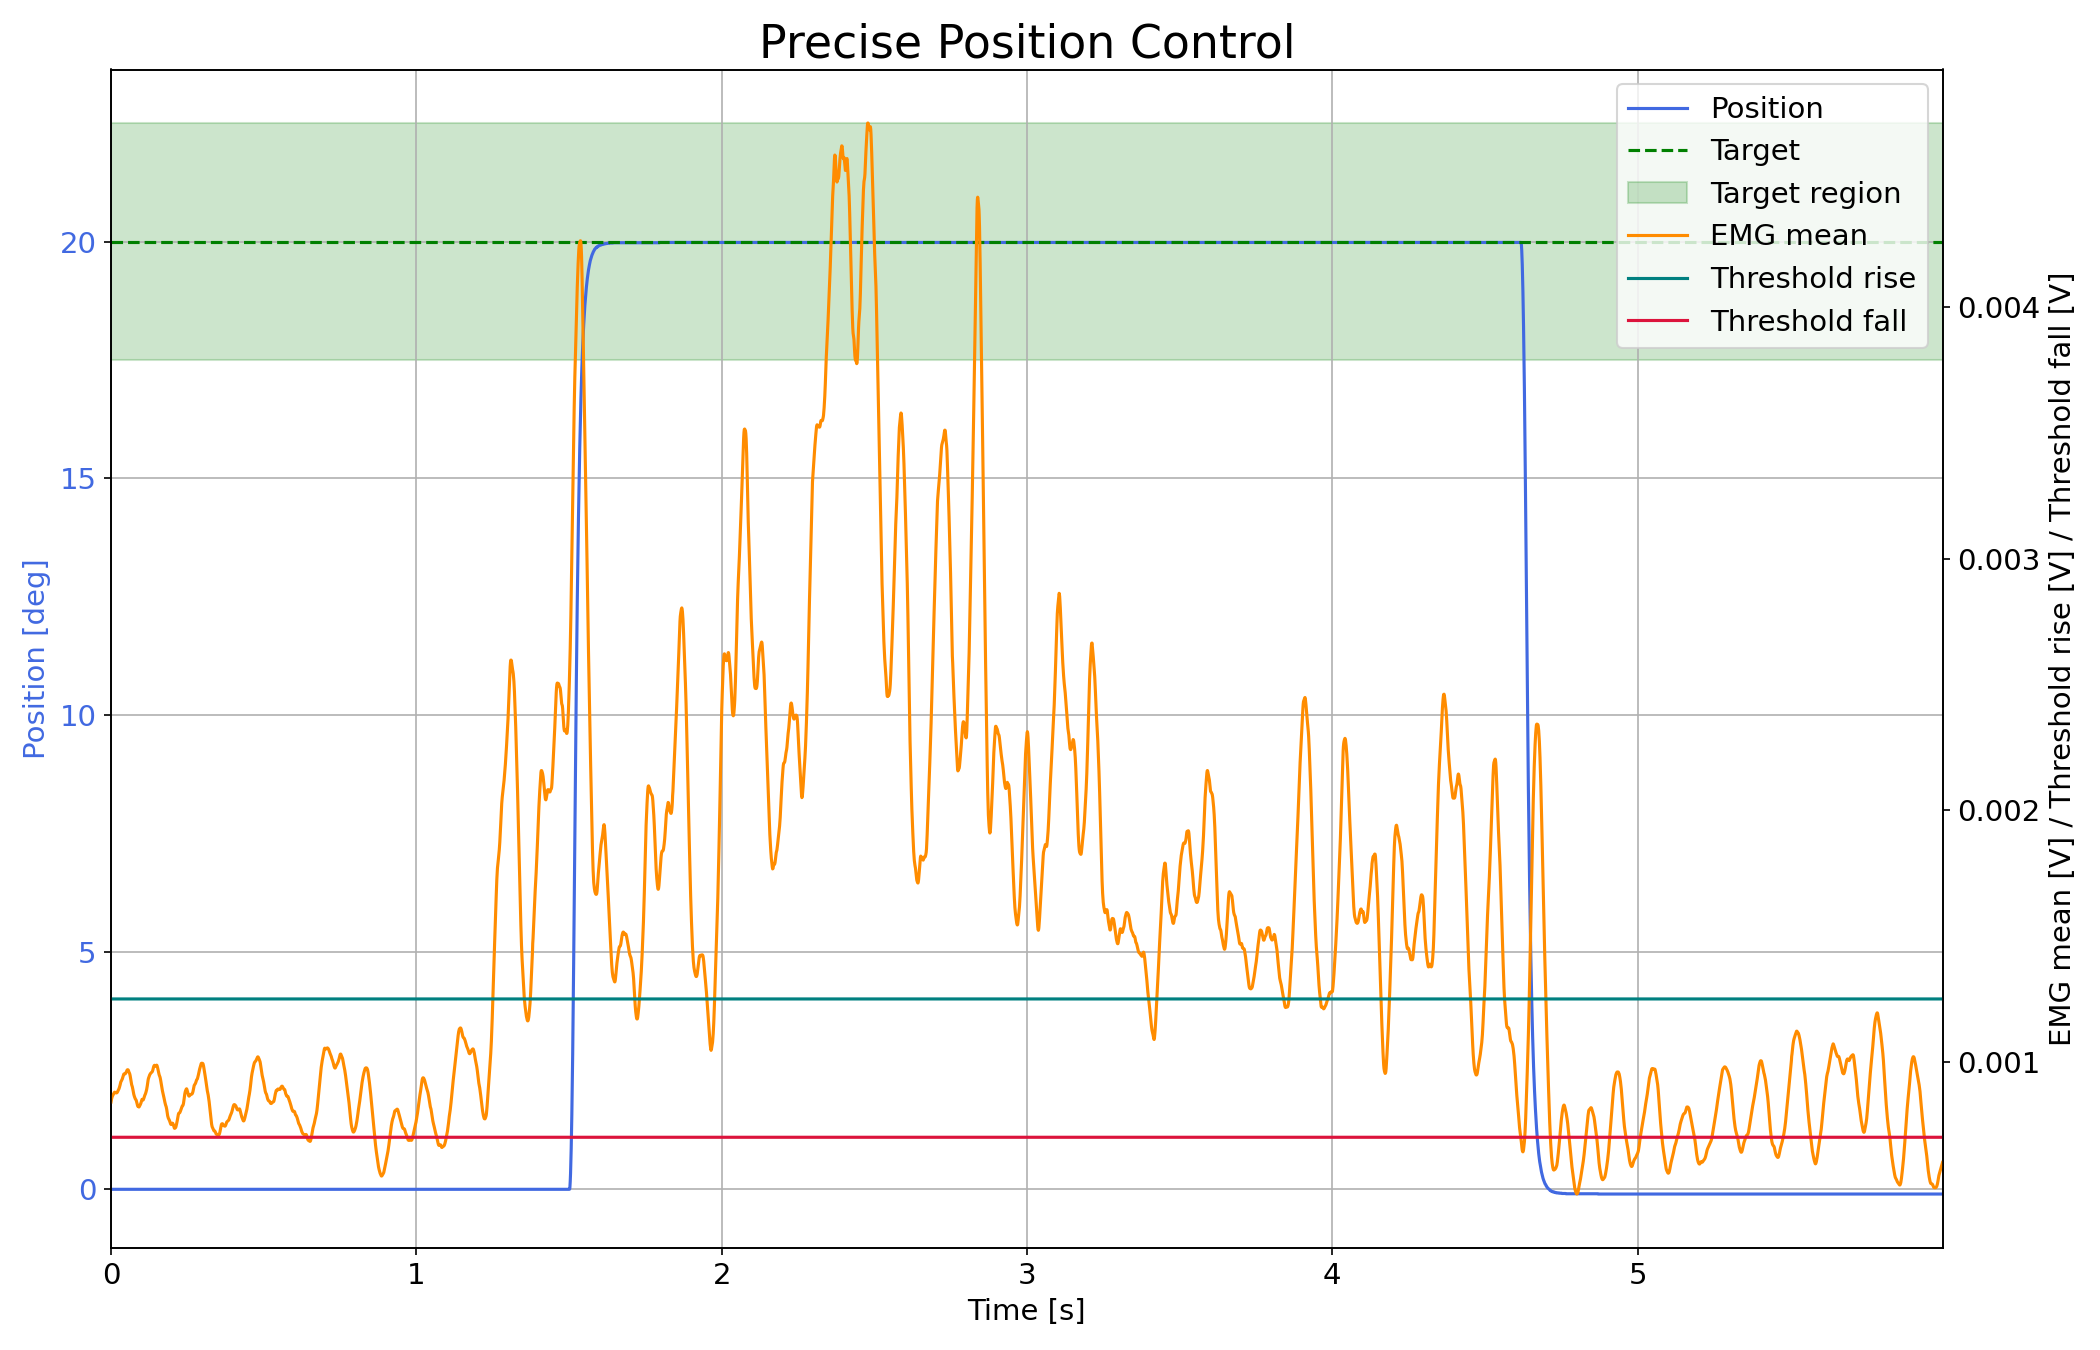 Precise Position Control
Position
Target
Target region
EMG mean
Threshold rise
Threshold fall
20
15
10
5
0
Position [deg]
0.004
0.003
0.002
0.001
EMG mean [V] / Threshold rise [V] / Threshold fall [V]
0 1 2 3 4 5
Time [s]